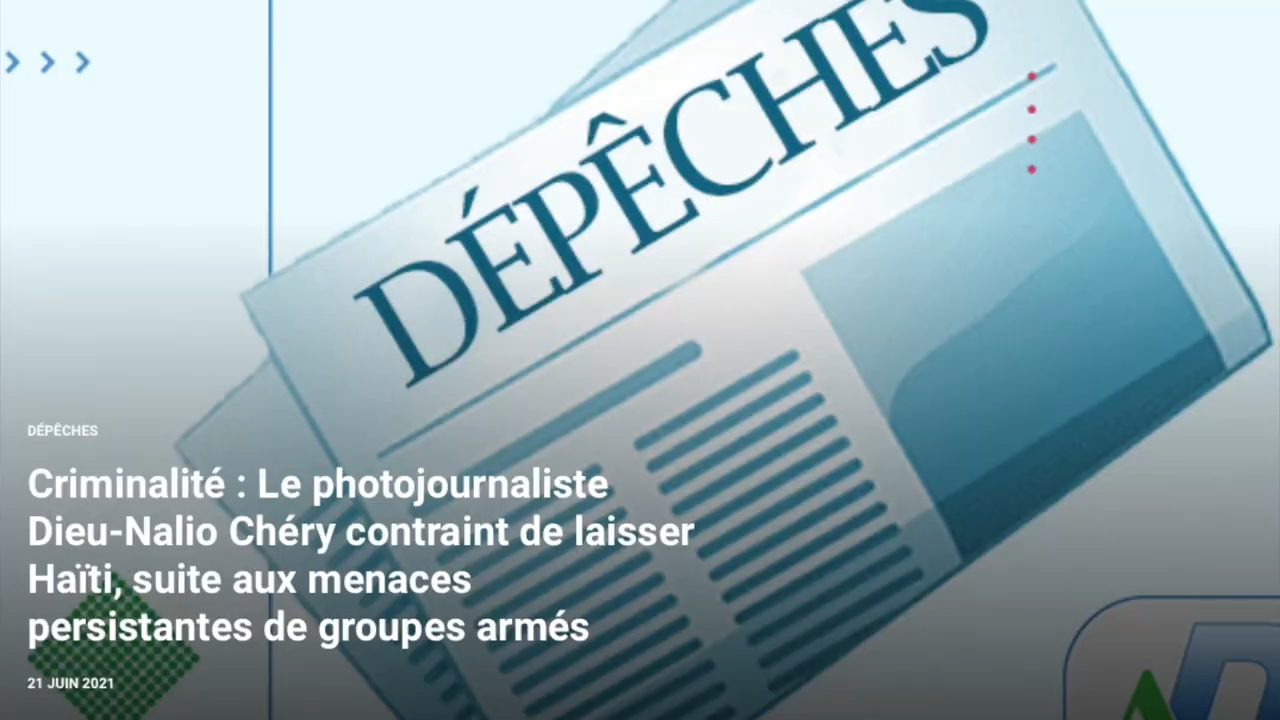 DÉPÊCHES
DÉPÊCHES
Criminalité : Le photojournaliste
Dieu-Nalio Chéry contraint de laisser
Haïti, suite aux menaces
persistantes de groupes armés
21 JUIN 2021